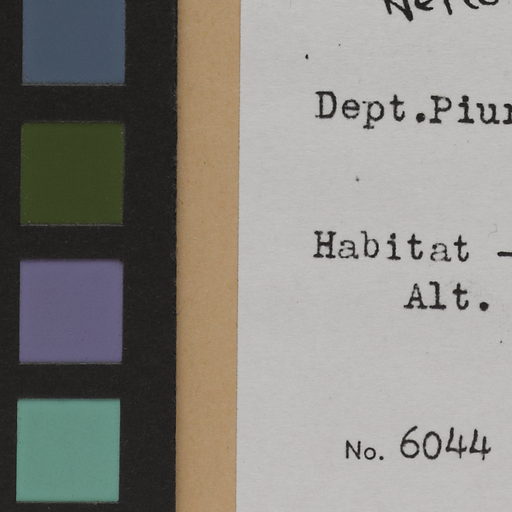 Dept.Piur
Habitat -
Alt.
No. 6044